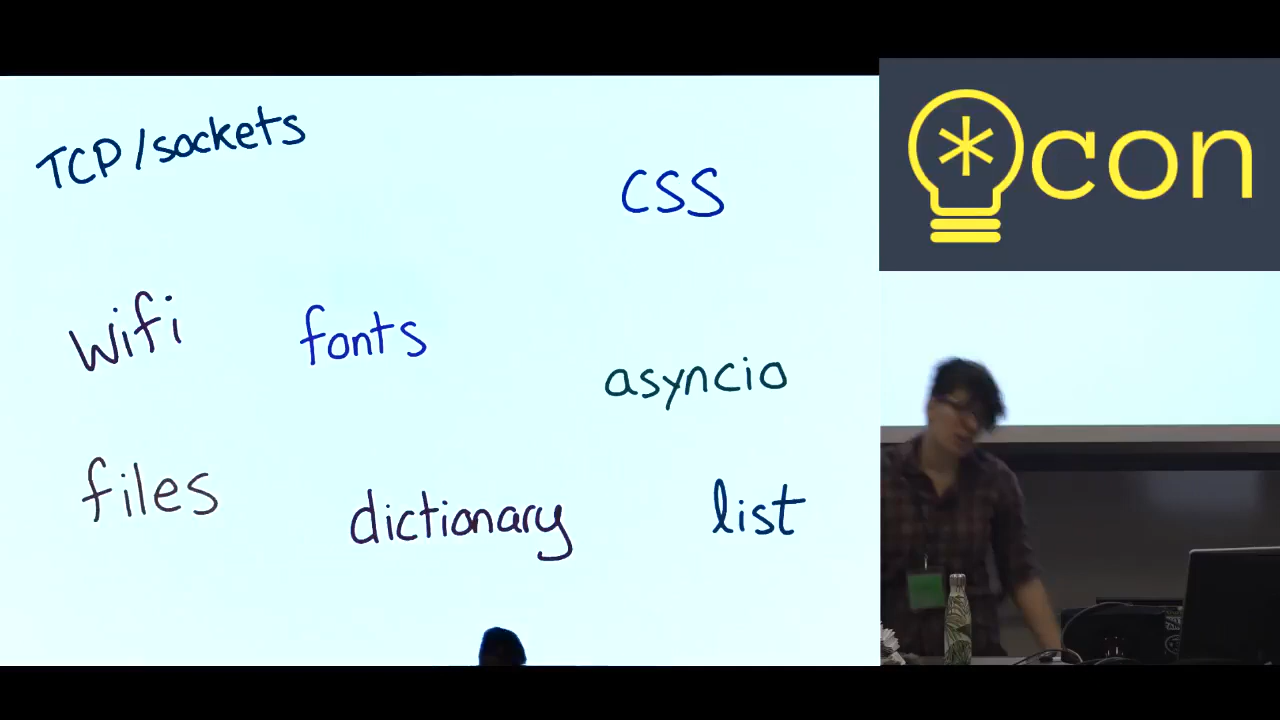 TCP/sockets
css
wifi
fonts
asyncio
files
dictionary
list
*con